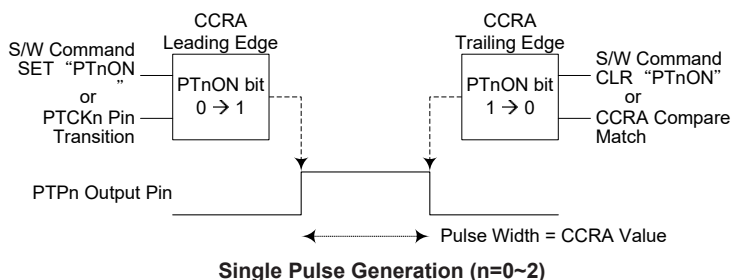 CCRA
Leading Edge
S/W Command
SET “PTnON
”
or
PTCKn Pin
Transition
PTnON bit
0 → 1
CCRA
Trailing Edge
PTnON bit
1 → 0
S/W Command
CLR “PTnON”
or
CCRA Compare
Match
PTPn Output Pin
Pulse Width = CCRA Value
Single Pulse Generation (n=0~2)